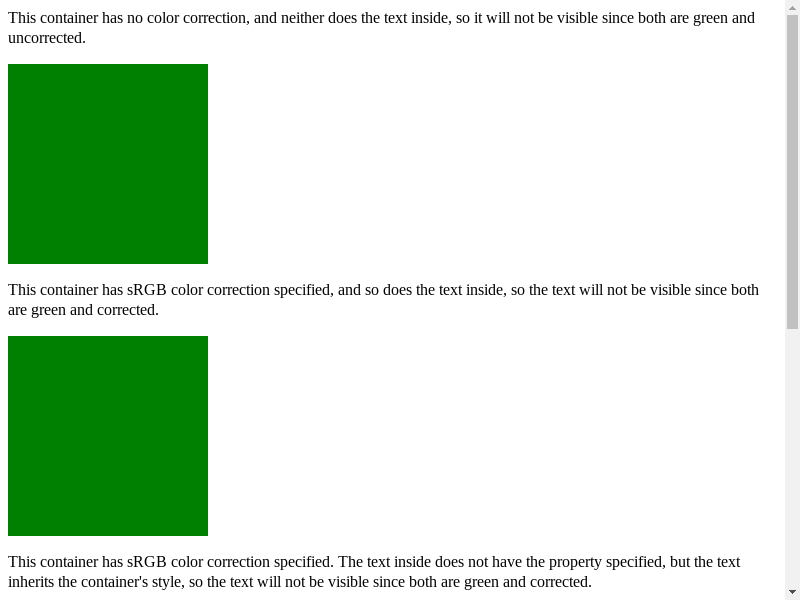 This container has no color correction, and neither does the text inside, so it will not be visible since both are green and
uncorrected.
This container has sRGB color correction specified, and so does the text inside, so the text will not be visible since both
are green and corrected.
This container has sRGB color correction specified. The text inside does not have the property specified, but the text
inherits the container's style, so the text will not be visible since both are green and corrected.